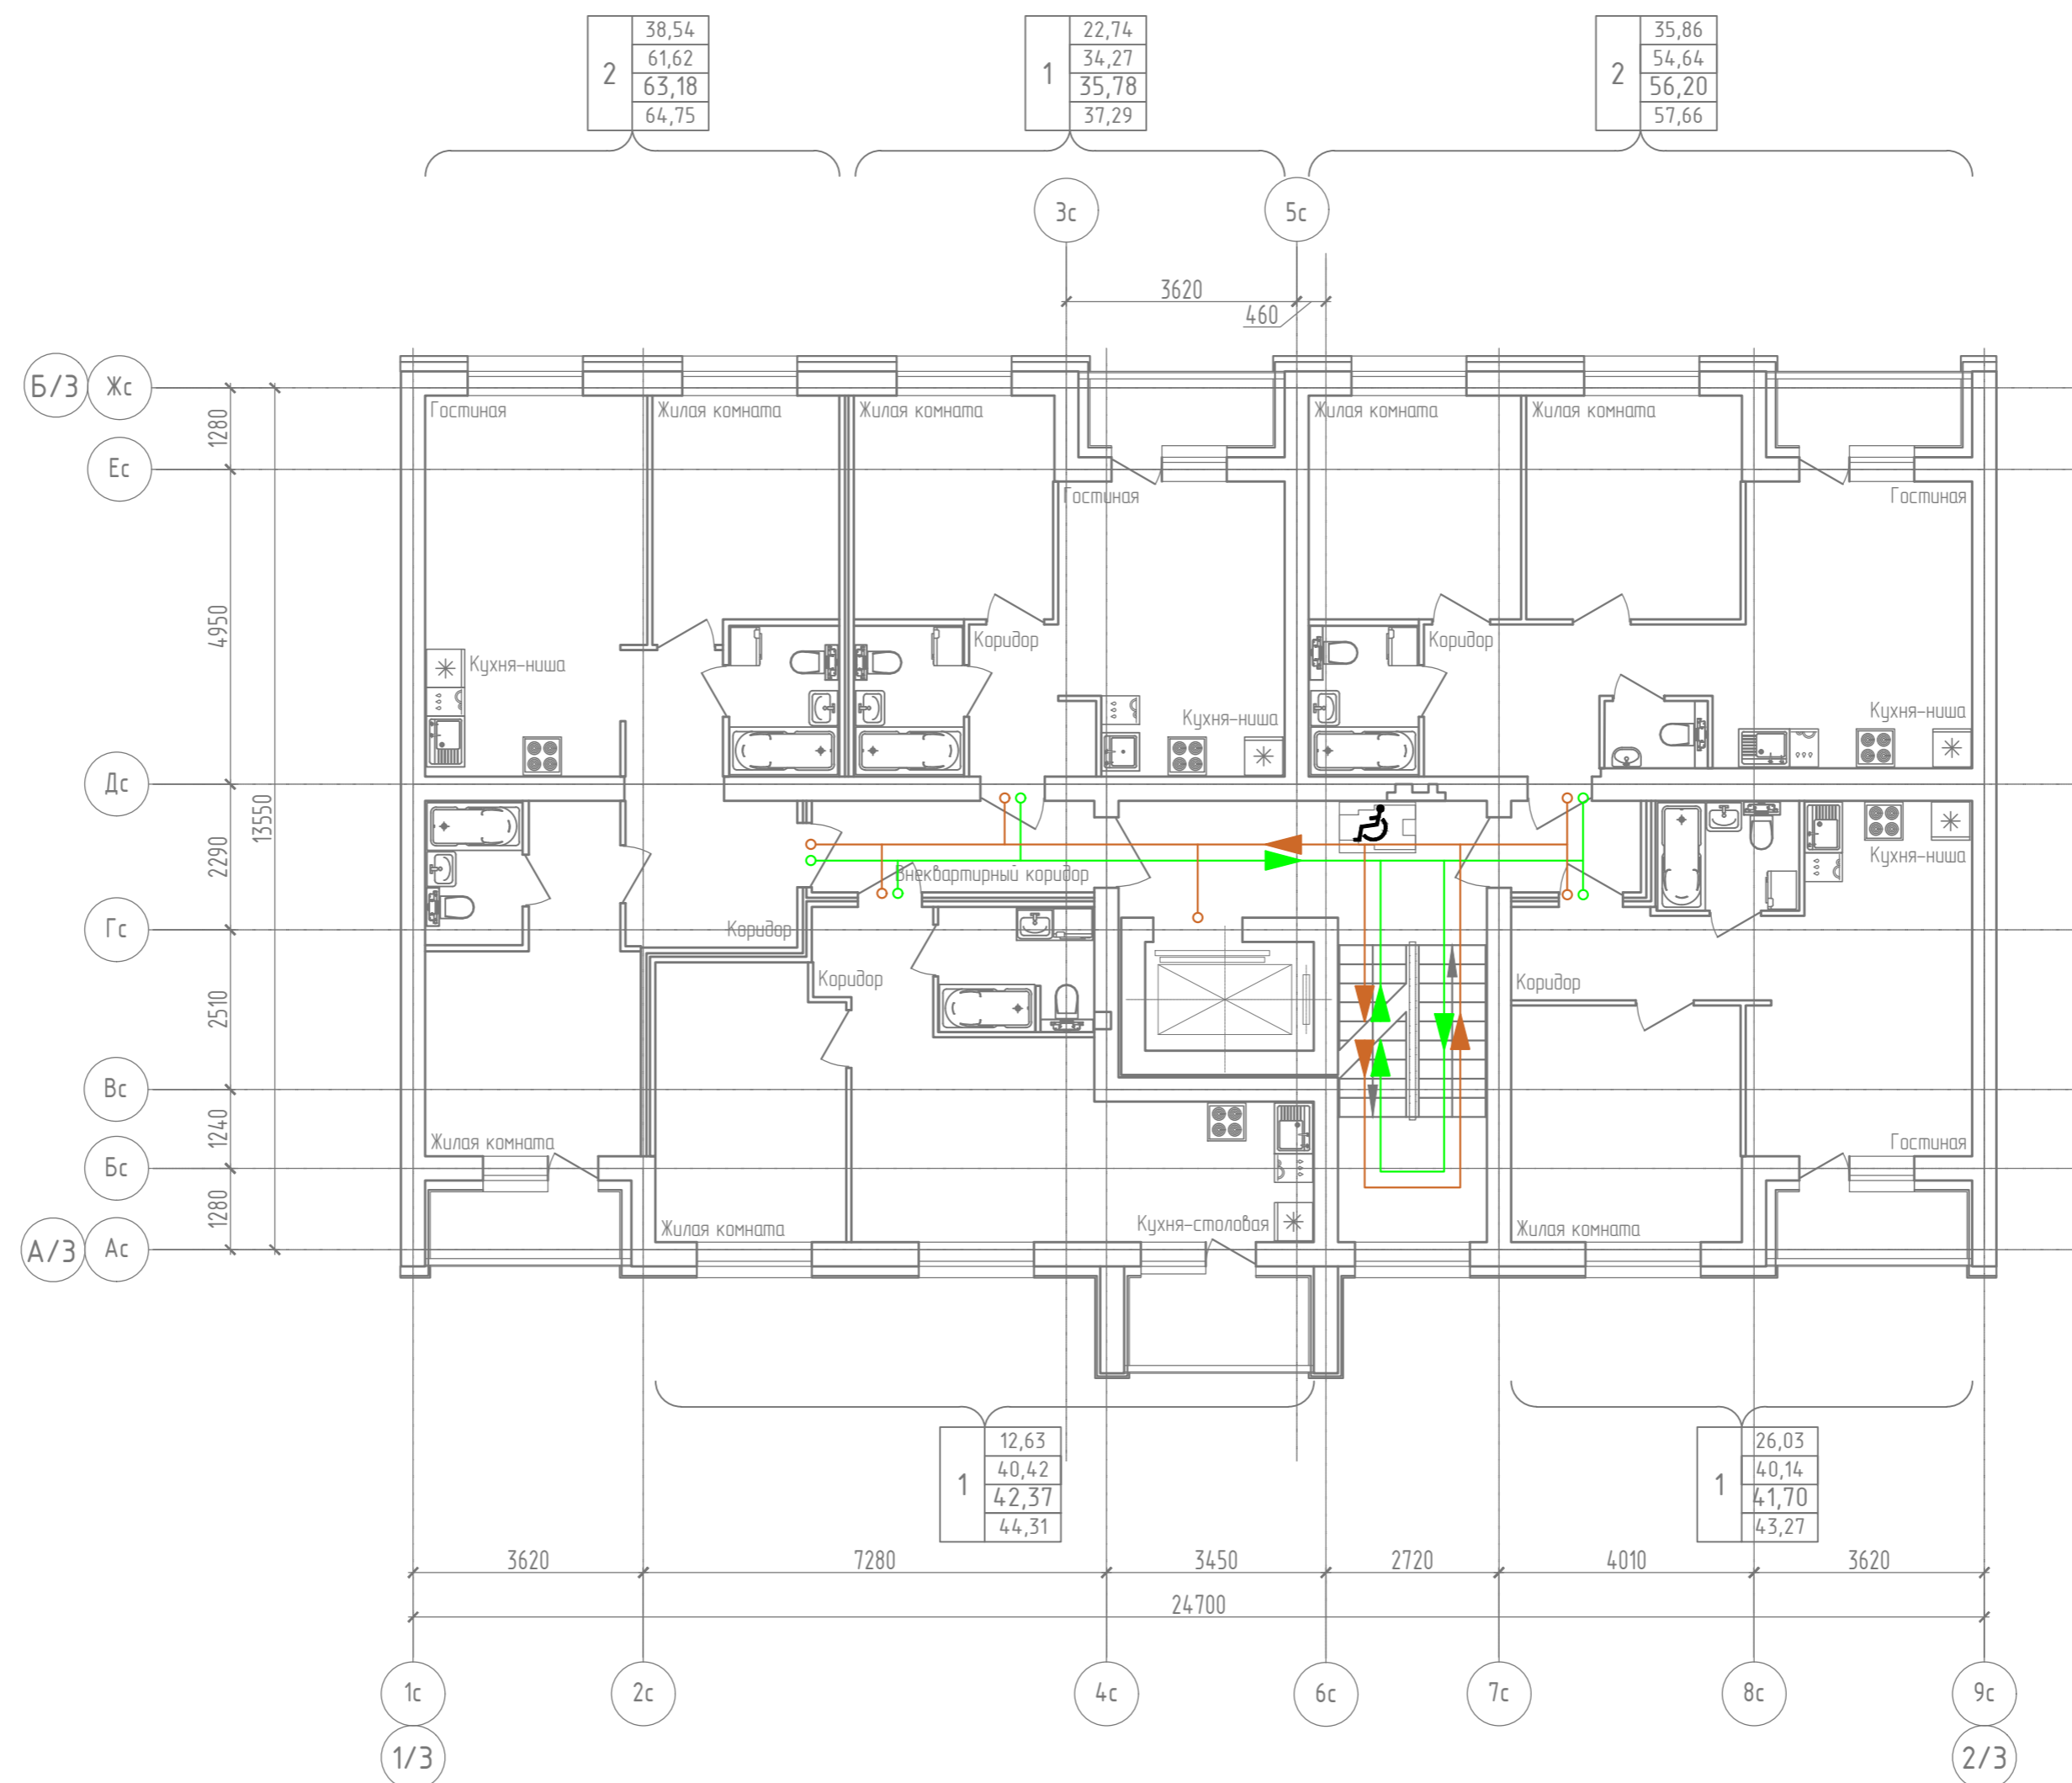 38,54
2
61,62
63,18
64,75
22,74
1
34,27
35,78
37,29
35,86
2
54,64
56,20
57,66
3с
5с
3620
460
Б/3
Жс
1280
Гостиная
Жилая комната
Жилая комната
Жилая комната
Жилая комната
Ес
Гостиная
Гостиная
4950
Коридор
Коридор
Кухня-ниша
Кухня-ниша
Кухня-ниша
Дс
13550
2290
Кухня-ниша
Внеквартирный коридор
Гс
Коридор
Коридор
Коридор
2510
Вс
1240
Жилая комната
Гостиная
Бс
1280
Жилая комната
Кухня-столовая
Жилая комната
А/3
Ас
12,63
1
40,42
42,37
44,31
26,03
1
40,14
41,70
43,27
3620
7280
3450
2720
4010
3620
24700
1с
2с
4с
6с
7с
8с
9с
1/3
2/3